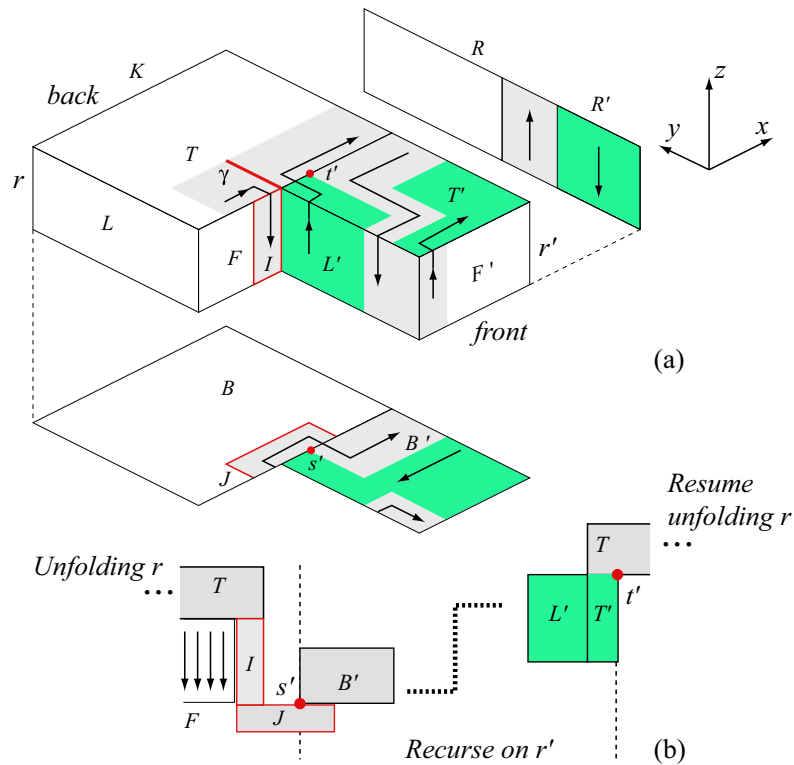 K
R
z
back
R'
y
x
T
t'
r
γ
T'
L
F
I
L'
F '
r'
front
(a)
B
B'
s'
J
Resume
unfolding r
...
Unfolding r
...
T
T
t'
L'
T'
I
s'
B'
F
J
Recurse on r'
(b)